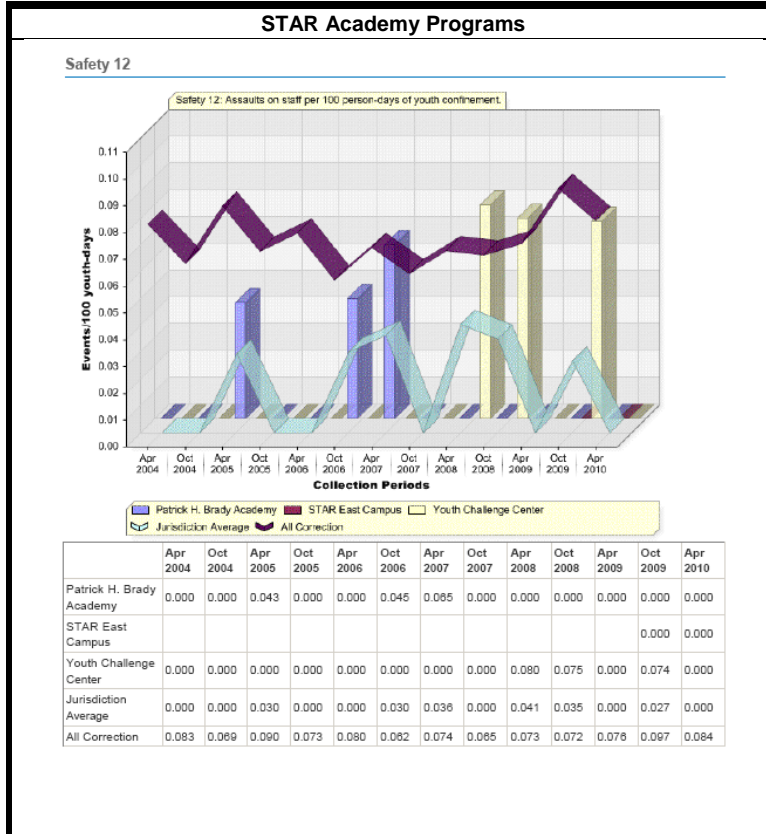 STAR Academy Programs
Safety 12
Safety 12: Assaults on staff per 100 person-days of youth confinement.
Events/100 youth-days
0.11
0.10
0.09
0.08
0.07
0.06
0.05
0.04
0.03
0.02
0.01
0.00
Apr Oct Apr Oct Apr Oct Apr Oct Apr Oct Apr Oct Apr
2004 2004 2005 2005 2006 2006 2007 2007 2008 2008 2009 2009 2010
Collection Periods
Patrick H. Brady Academy STAR East Campus Youth Challenge Center
Jurisdiction Average All Correction
Apr Oct Apr Oct Apr Oct Apr Oct Apr Oct Apr Oct Apr
2004 2004 2005 2005 2006 2006 2007 2007 2008 2008 2009 2009 2010
Patrick H. Brady
Academy 0.000 0.000 0.043 0.000 0.000 0.045 0.065 0.000 0.000 0.000 0.000 0.000 0.000
STAR East
Campus 0.000 0.000
Youth Challenge
Center 0.000 0.000 0.000 0.000 0.000 0.000 0.000 0.000 0.080 0.075 0.000 0.074 0.000
Jurisdiction
Average 0.000 0.000 0.030 0.000 0.000 0.030 0.036 0.000 0.041 0.035 0.000 0.027 0.000
All Correction 0.083 0.069 0.090 0.073 0.080 0.062 0.074 0.065 0.073 0.072 0.076 0.097 0.084